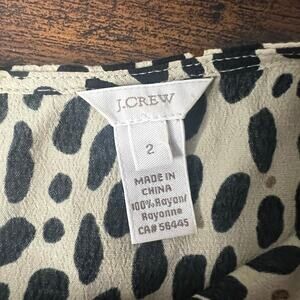 J.CREW
2
MADE IN
CHINA
100% Rayon/
Rayonne
CA# 56445